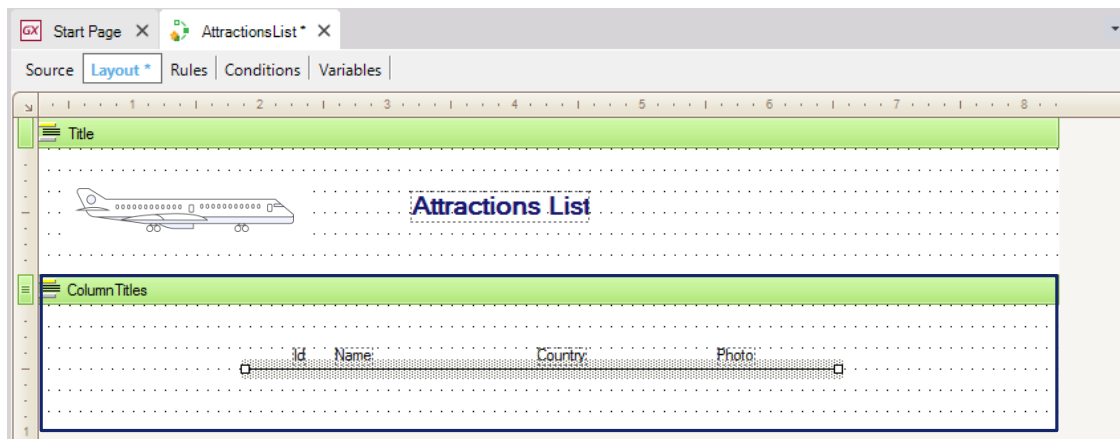 GX Start Page AttractionsList *
Source Layout * Rules Conditions Variables
1 2 3 4 5 6 7 8
Title
Attractions List
ColumnTitles
Id Name: Country: Photo:
1